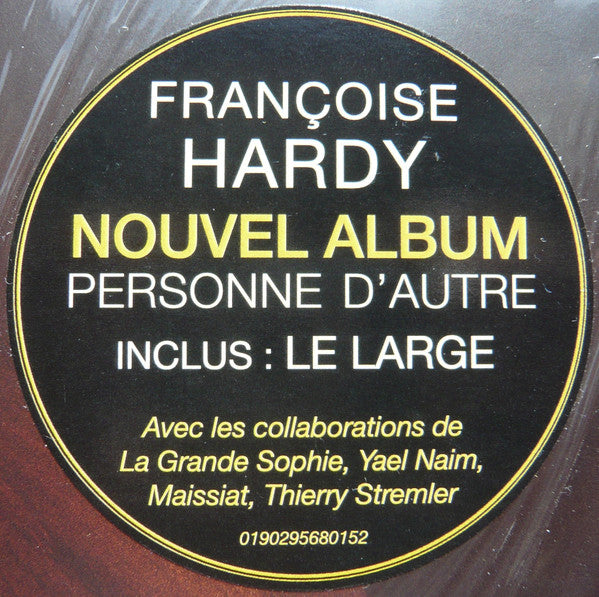 FRANÇOISE
HARDY
NOUVEL ALBUM
PERSONNE D'AUTRE
INCLUS : LE LARGE
Avec les collaborations de
La Grande Sophie, Yael Naim,
Maissiat, Thierry Stremler
0190295680152